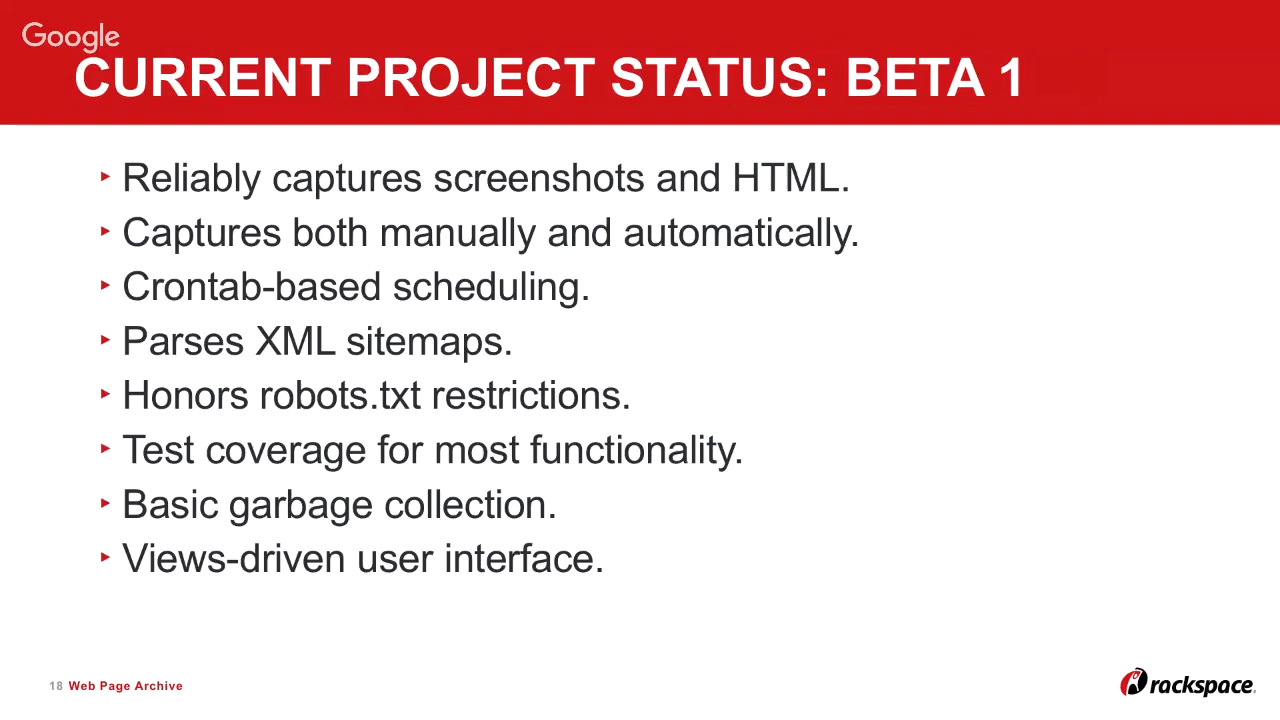 Google
CURRENT PROJECT STATUS: BETA 1
Reliably captures screenshots and HTML.
Captures both manually and automatically.
Crontab-based scheduling.
Parses XML sitemaps.
Honors robots.txt restrictions.
Test coverage for most functionality.
Basic garbage collection.
Views-driven user interface.
18 Web Page Archive
rackspace.